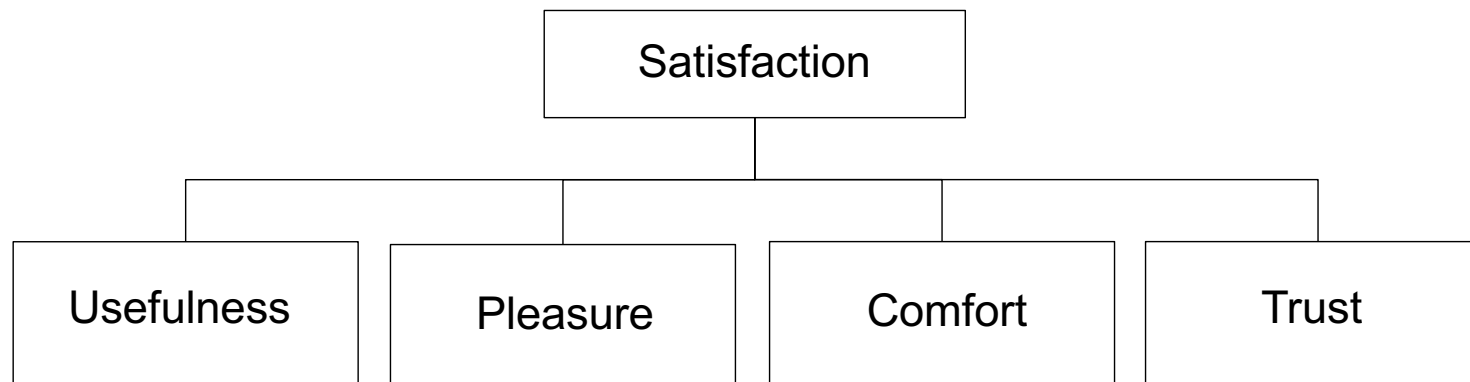 Satisfaction
Usefulness
Pleasure
Comfort
Trust